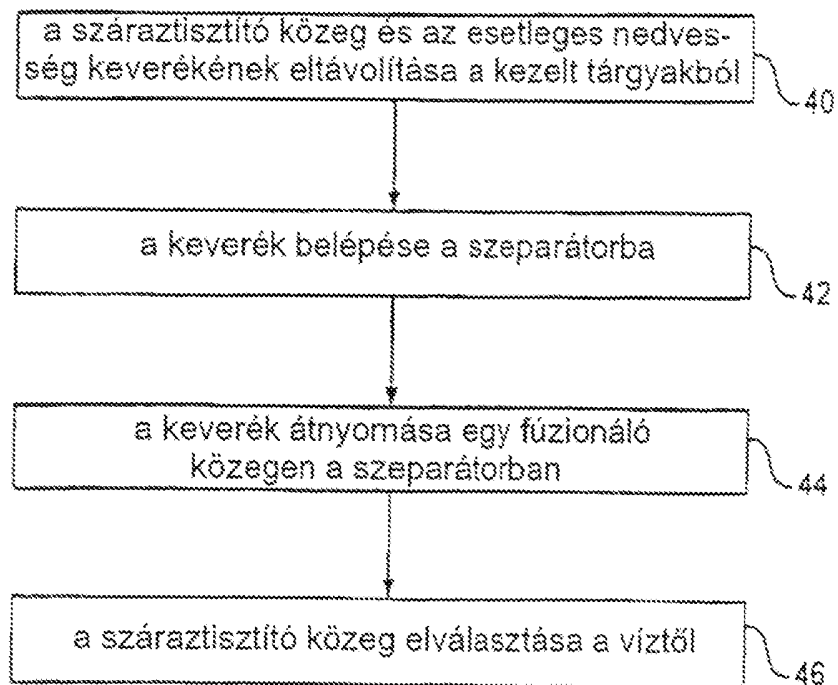 a száraztisztító közeg és az esetleges nedves-
ség keverékének eltávolítása a kezelt tárgyakból
40
a keverék belépése a szeparátorba
42
a keverék átnyomása egy fúzionáló
közegen a szeparátorban
44
a száraztisztító közeg elválasztása a víztől
46